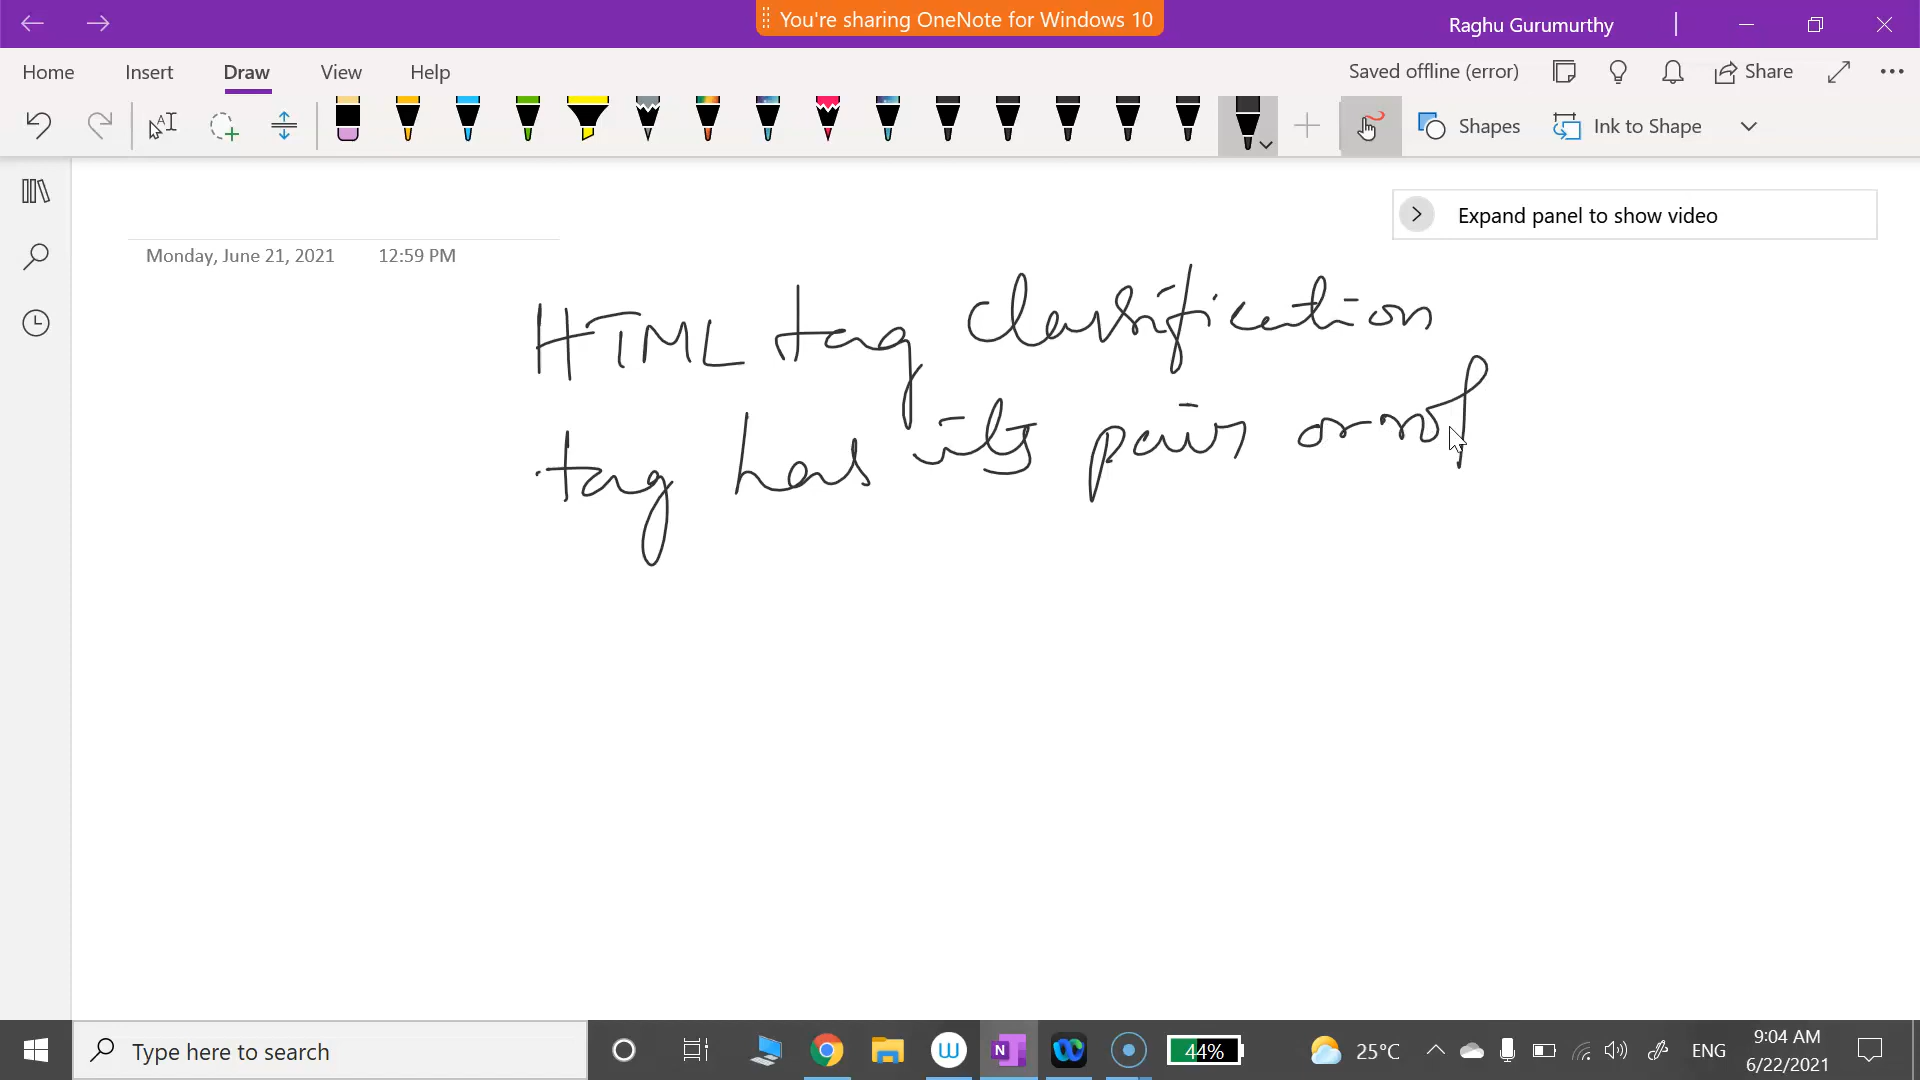 You're sharing OneNote for Windows 10
Raghu Gurumurthy
Home Insert Draw View Help
Saved offline (error) Share
Shapes Ink to Shape
Expand panel to show video
Monday, June 21, 2021 12:59 PM
HTML tag classification
tag has its pair or not
Type here to search
44%
25°C
ENG
9:04 AM
6/22/2021